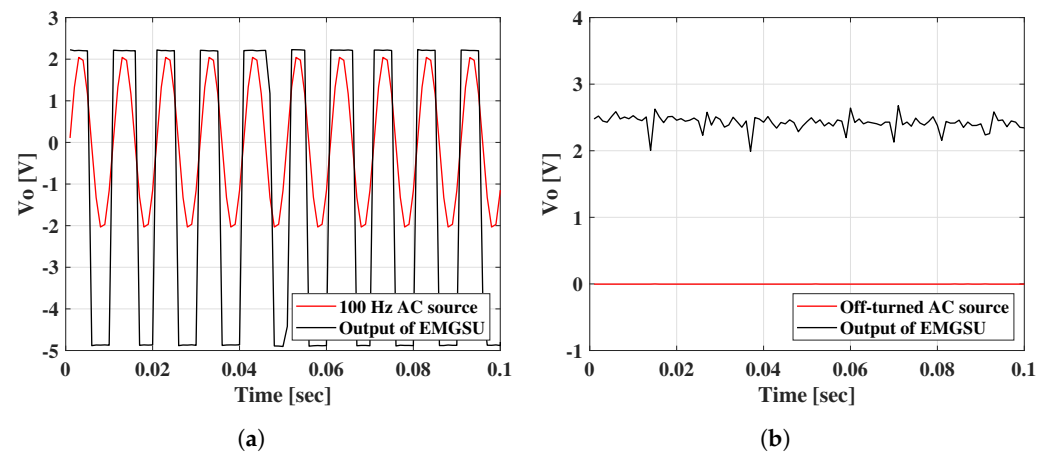 3
2
1
0
-1
-2
-3
-4
-5
Vo [V]
0
0.02
0.04
0.06
0.08
0.1
Time [sec]
100 Hz AC source
Output of EMGSU
(a)
4
3
2
1
0
-1
Vo [V]
0
0.02
0.04
0.06
0.08
0.1
Time [sec]
Off-turned AC source
Output of EMGSU
(b)